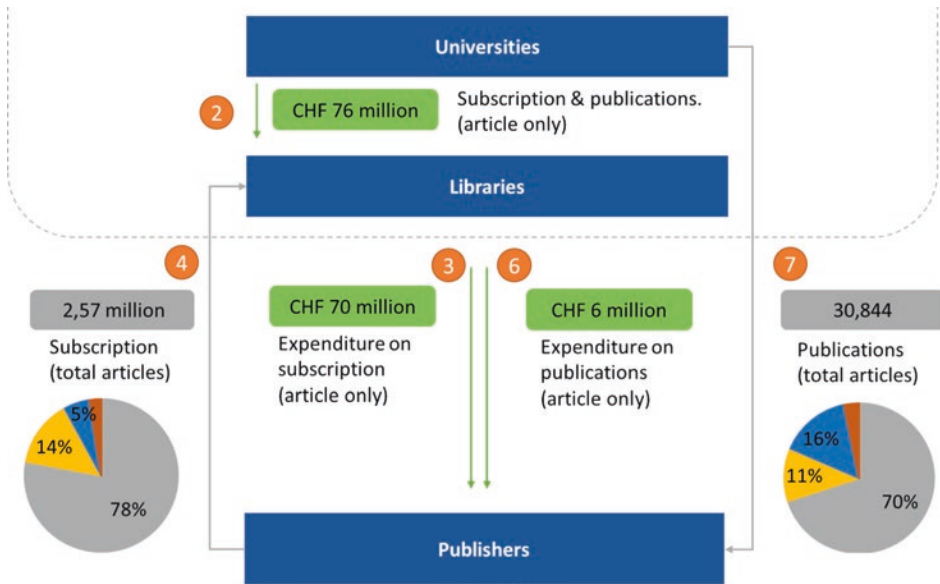 Universities
2
CHF 76 million
Subscription & publications.
(article only)
Libraries
4
3
6
7
2,57 million
Subscription
(total articles)
CHF 70 million
Expenditure on
subscription
(article only)
CHF 6 million
Expenditure on
publications
(article only)
30,844
Publications
(total articles)
5%
14%
78%
16%
11%
70%
Publishers